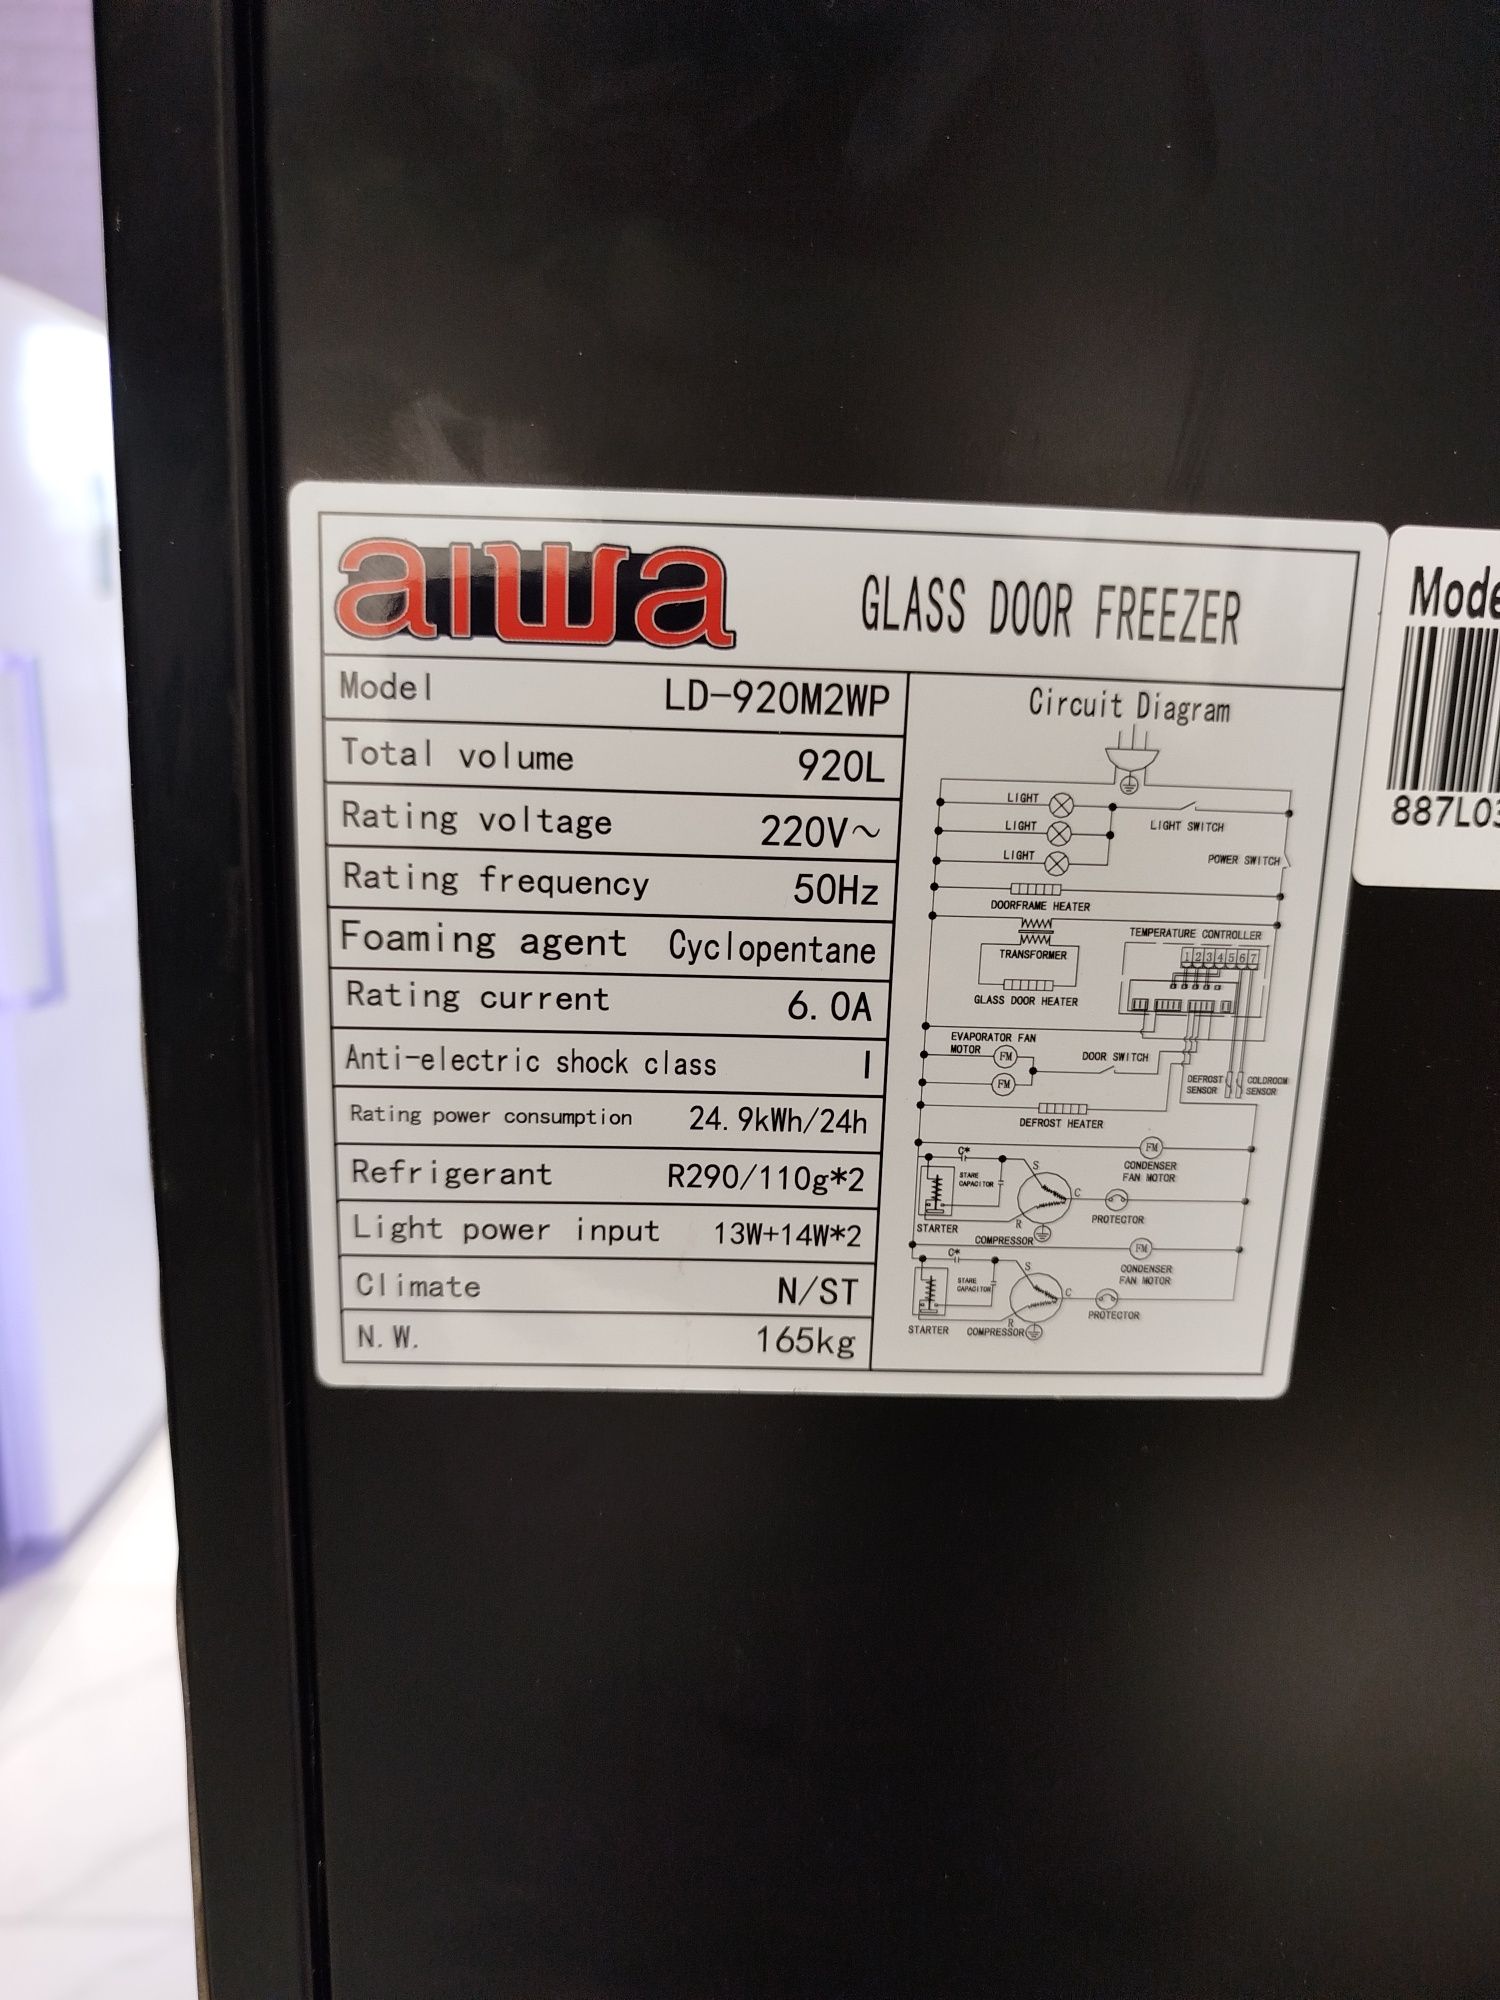 aiwa
GLASS DOOR FREEZER
Model LD-920M2WP
Total volume 920L
Rating voltage 220V~
Rating frequency 50Hz
Foaming agent Cyclopentane
Rating current 6.0A
Anti-electric shock class I
Rating power consumption 24.9kWh/24h
Refrigerant R290/110g*2
Light power input 13W+14W*2
Climate N/ST
N.W. 165kg
Circuit Diagram
LIGHT
LIGHT
LIGHT
LIGHT SWITCH
POWER SWITCH
DOORFRAME HEATER
TRANSFORMER
GLASS DOOR HEATER
TEMPERATURE CONTROLLER
1 2 3 4 5 6 7
EVAPORATOR FAN
MOTOR
FM
FM
DOOR SWITCH
DEFROST
SENSOR
COLDROOM
SENSOR
DEFROST HEATER
FM
CONDENSER
FAN MOTOR
C*
STARE
CAPACITOR
S
C
R
PROTECTOR
STARTER
COMPRESSOR
FM
CONDENSER
FAN MOTOR
C*
STARE
CAPACITOR
S
C
R
PROTECTOR
STARTER
COMPRESSOR
Mode
887L03